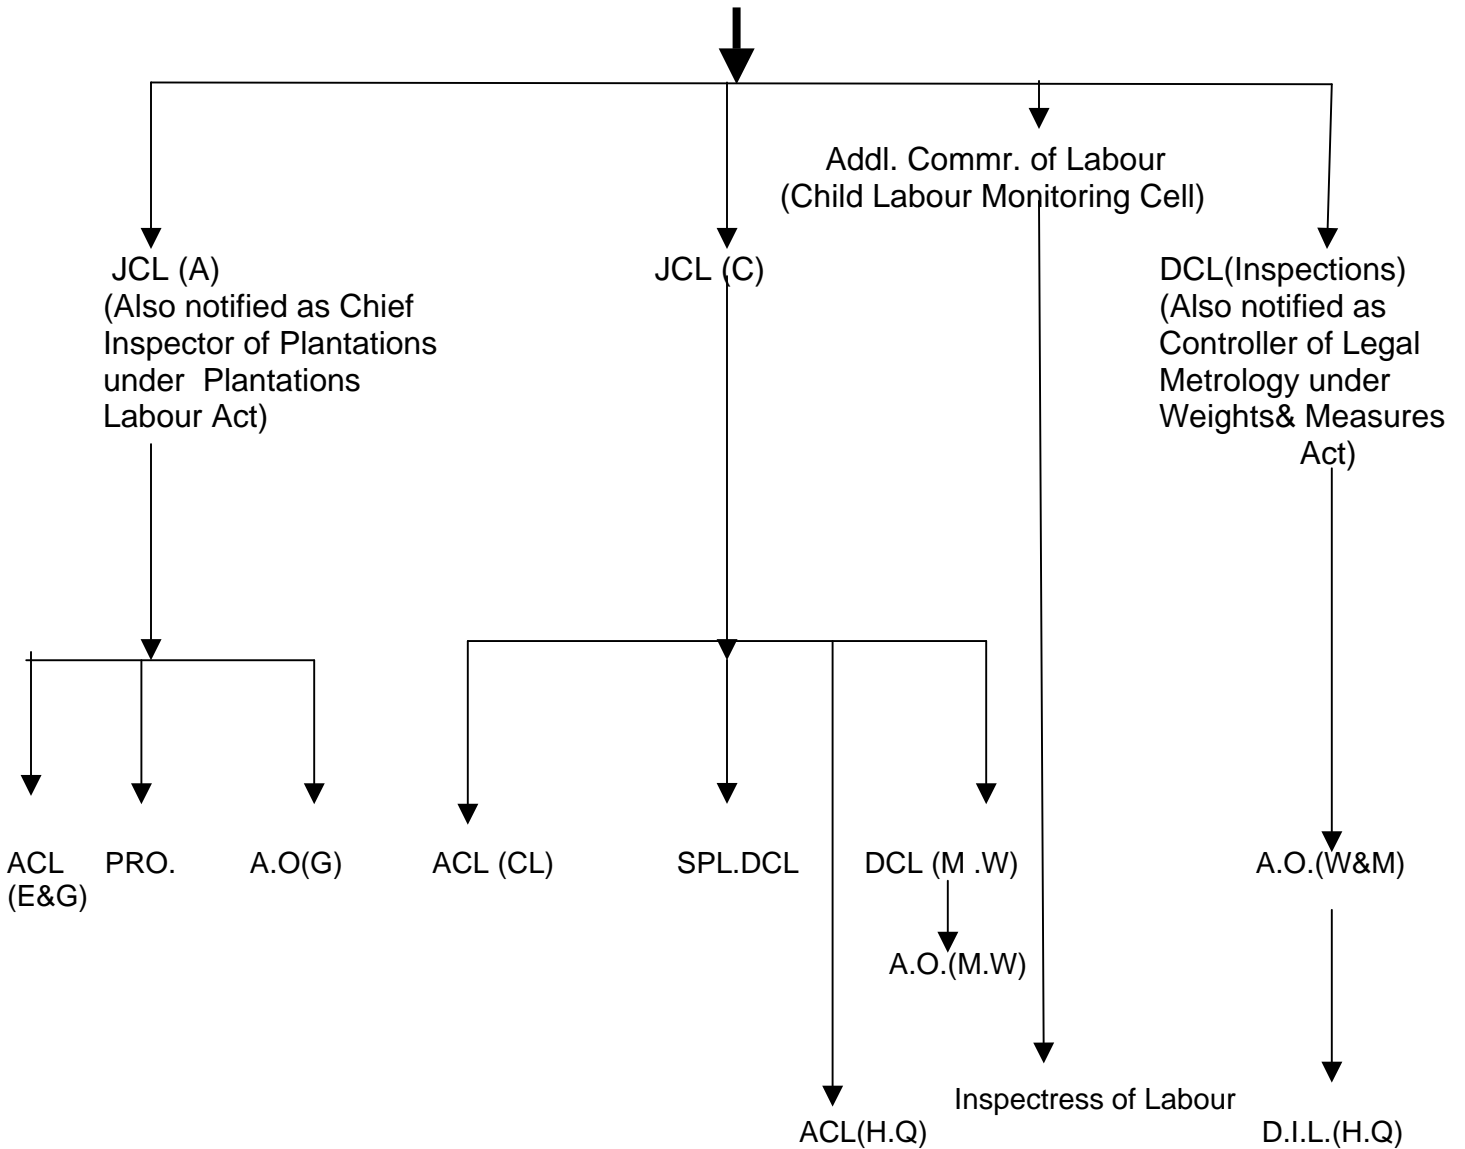 Addl. Commr. of Labour
(Child Labour Monitoring Cell)
JCL (A)
(Also notified as Chief
Inspector of Plantations
under  Plantations
Labour Act)
JCL (C)
DCL(Inspections)
(Also notified as
Controller of Legal
Metrology under
Weights& Measures
Act)
ACL
(E&G)
PRO.
A.O(G)
ACL (CL)
SPL.DCL
DCL (M .W)
A.O.(W&M)
A.O.(M.W)
Inspectress of Labour
ACL(H.Q)
D.I.L.(H.Q)